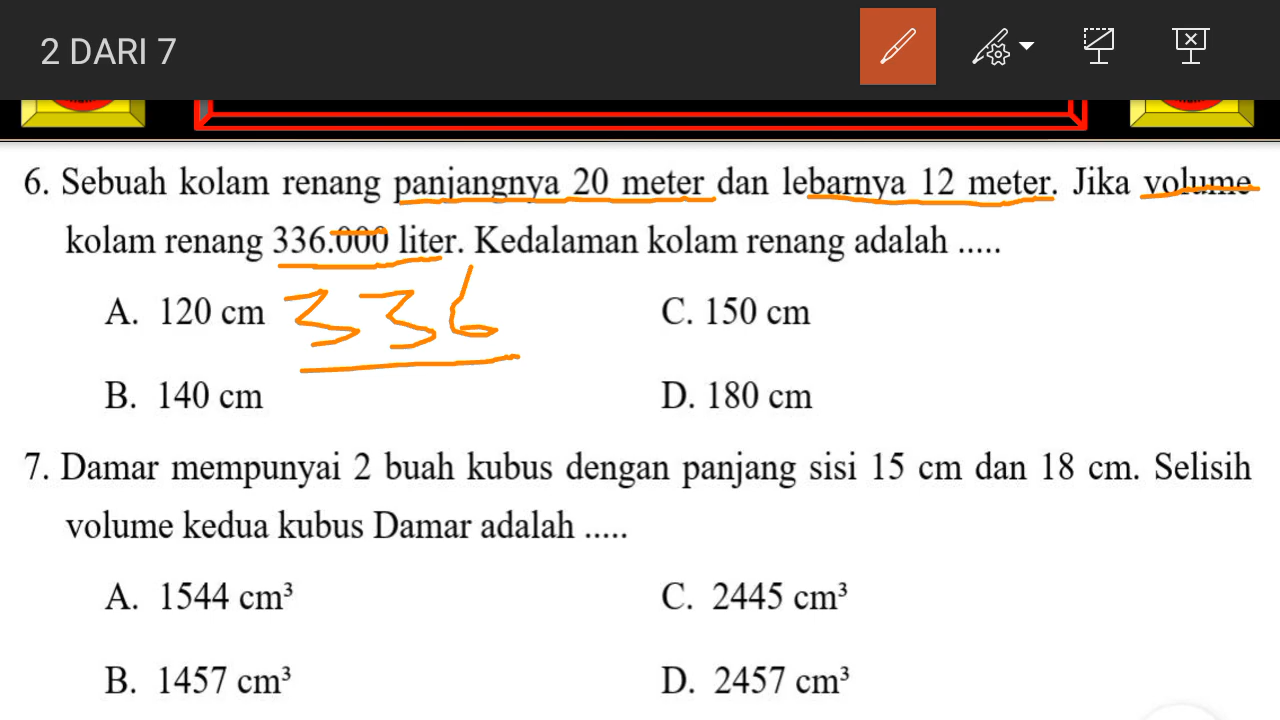 2 DARI 7
6. Sebuah kolam renang panjangnya 20 meter dan lebarnya 12 meter. Jika volume
kolam renang 336.000 liter. Kedalaman kolam renang adalah .....
A. 120 cm
336
C. 150 cm
B. 140 cm
D. 180 cm
7. Damar mempunyai 2 buah kubus dengan panjang sisi 15 cm dan 18 cm. Selisih
volume kedua kubus Damar adalah .....
A. 1544 cm³
C. 2445 cm³
B. 1457 cm³
D. 2457 cm³